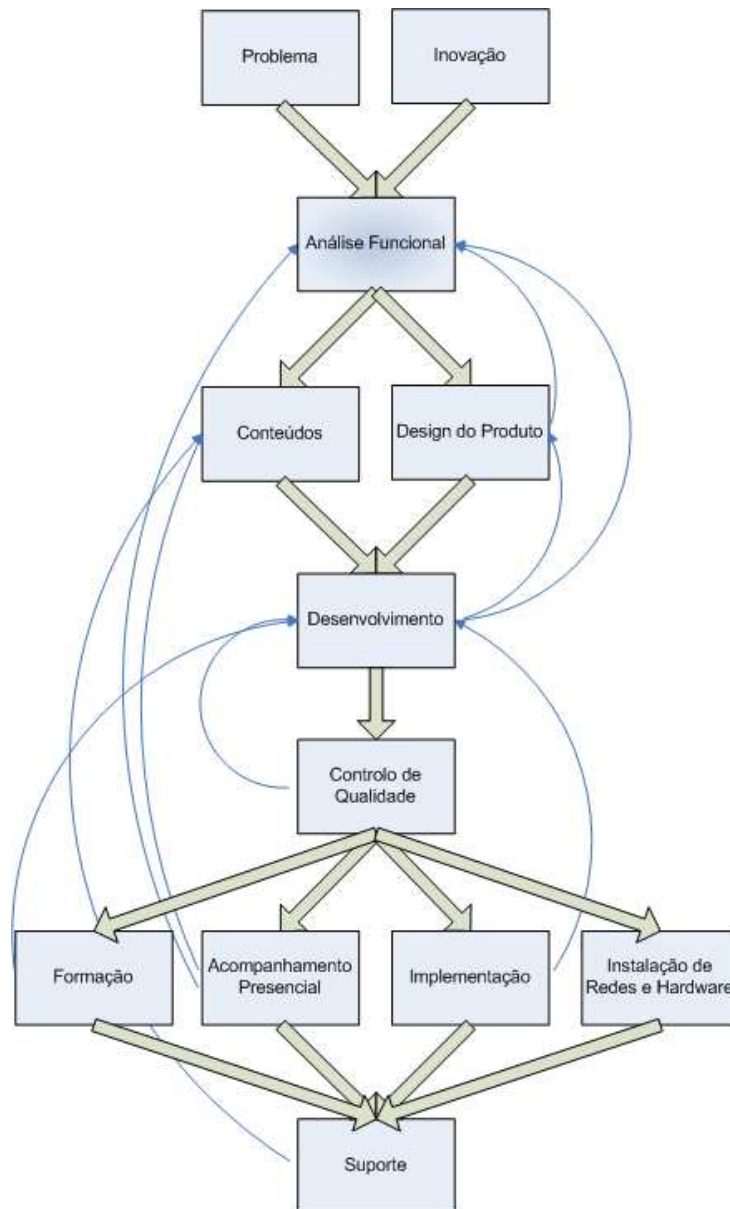 Problema
Inovação
Análise Funcional
Conteúdos
Design do Produto
Desenvolvimento
Controlo de
Qualidade
Formação
Acompanhamento
Presencial
Implementação
Instalação de
Redes e Hardware
Suporte